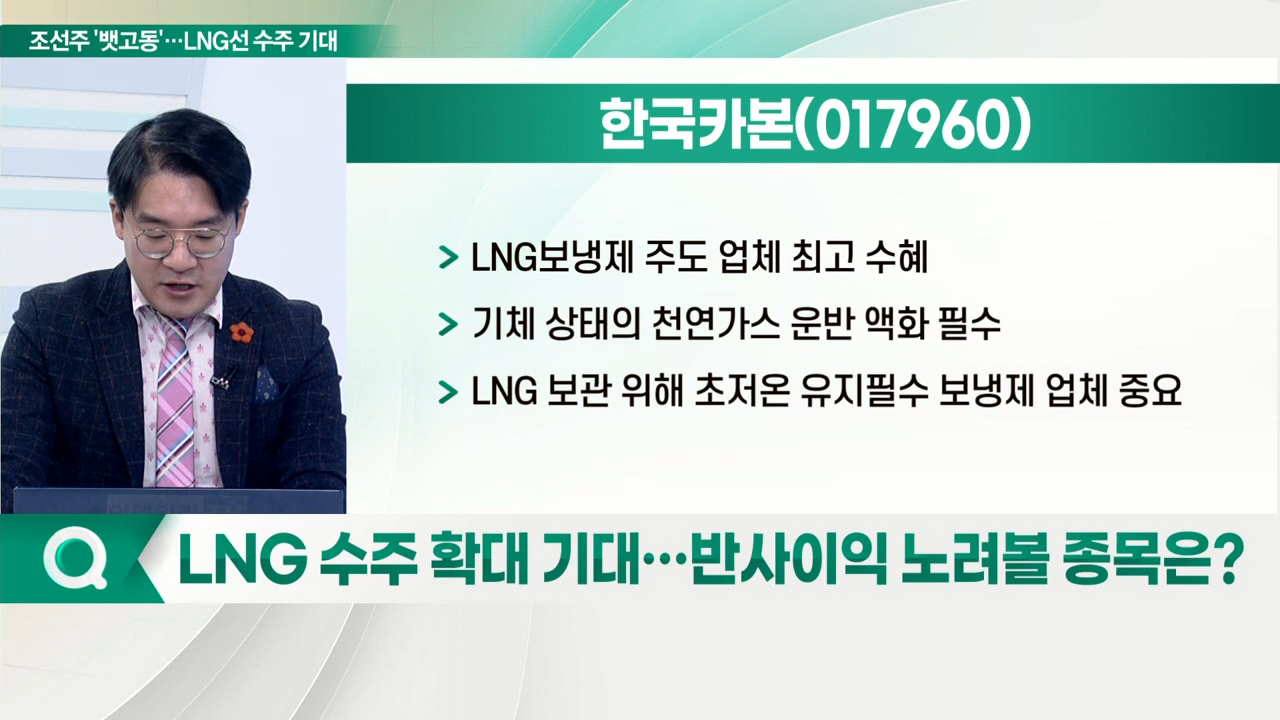 조선주 '뱃고동'…LNG선 수주 기대
한국카본(017960)
> LNG보냉제 주도 업체 최고 수혜
> 기체 상태의 천연가스 운반 액화 필수
> LNG 보관 위해 초저온 유지필수 보냉제 업체 중요
Q LNG 수주 확대 기대…반사이익 노려볼 종목은?